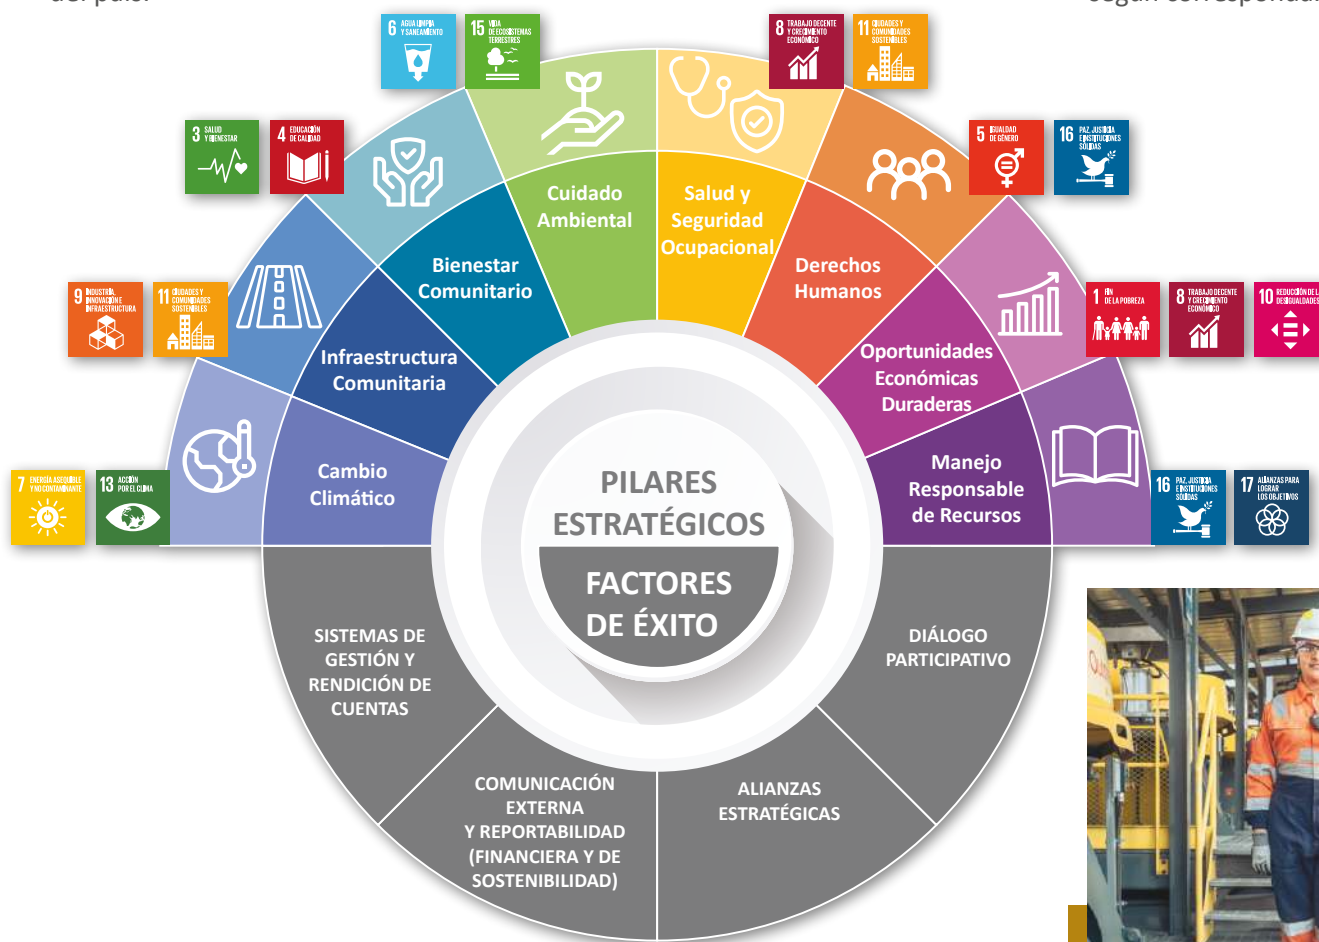 del país.
según corresponda.
6 AGUA LIMPIA
Y SANEAMIENTO
15 VIDA
DE ECOSISTEMAS
TERRESTRES
8 TRABAJO DECENTE
Y CRECIMIENTO
ECONÓMICO
11 CIUDADES Y
COMUNIDADES
SOSTENIBLES
3 SALUD
Y BIENESTAR
4 EDUCACIÓN
DE CALIDAD
5 IGUALDAD
DE GÉNERO
16 PAZ, JUSTICIA
E INSTITUCIONES
SÓLIDAS
9 INDUSTRIA,
INNOVACIÓN E
INFRAESTRUCTURA
11 CIUDADES Y
COMUNIDADES
SOSTENIBLES
1 FIN
DE LA POBREZA
8 TRABAJO DECENTE
Y CRECIMIENTO
ECONÓMICO
10 REDUCCIÓN DE LAS
DESIGUALDADES
7 ENERGÍA ASEQUIBLE
Y NO CONTAMINANTE
13 ACCIÓN
POR EL CLIMA
16 PAZ, JUSTICIA
E INSTITUCIONES
SÓLIDAS
17 ALIANZAS PARA
LOGRAR
LOS OBJETIVOS
Cambio
Climático
Infraestructura
Comunitaria
Bienestar
Comunitario
Cuidado
Ambiental
Salud y
Seguridad
Ocupacional
Derechos
Humanos
Oportunidades
Económicas
Duraderas
Manejo
Responsable
de Recursos
PILARES
ESTRATÉGICOS
FACTORES
DE ÉXITO
SISTEMAS DE
GESTIÓN Y
RENDICIÓN DE
CUENTAS
COMUNICACIÓN
EXTERNA
Y REPORTABILIDAD
(FINANCIERA Y DE
SOSTENIBILIDAD)
ALIANZAS
ESTRATÉGICAS
DIÁLOGO
PARTICIPATIVO